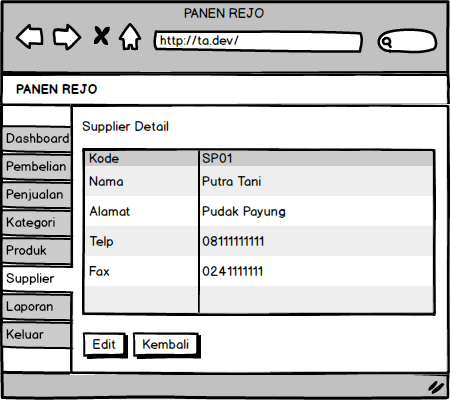 PANEN REJO
http://ta.dev/
PANEN REJO
Dashboard
Pembelian
Penjualan
Kategori
Produk
Supplier
Laporan
Keluar
Supplier Detail
Kode SP01
Nama Putra Tani
Alamat Pudak Payung
Telp 08111111111
Fax 0241111111
Edit Kembali